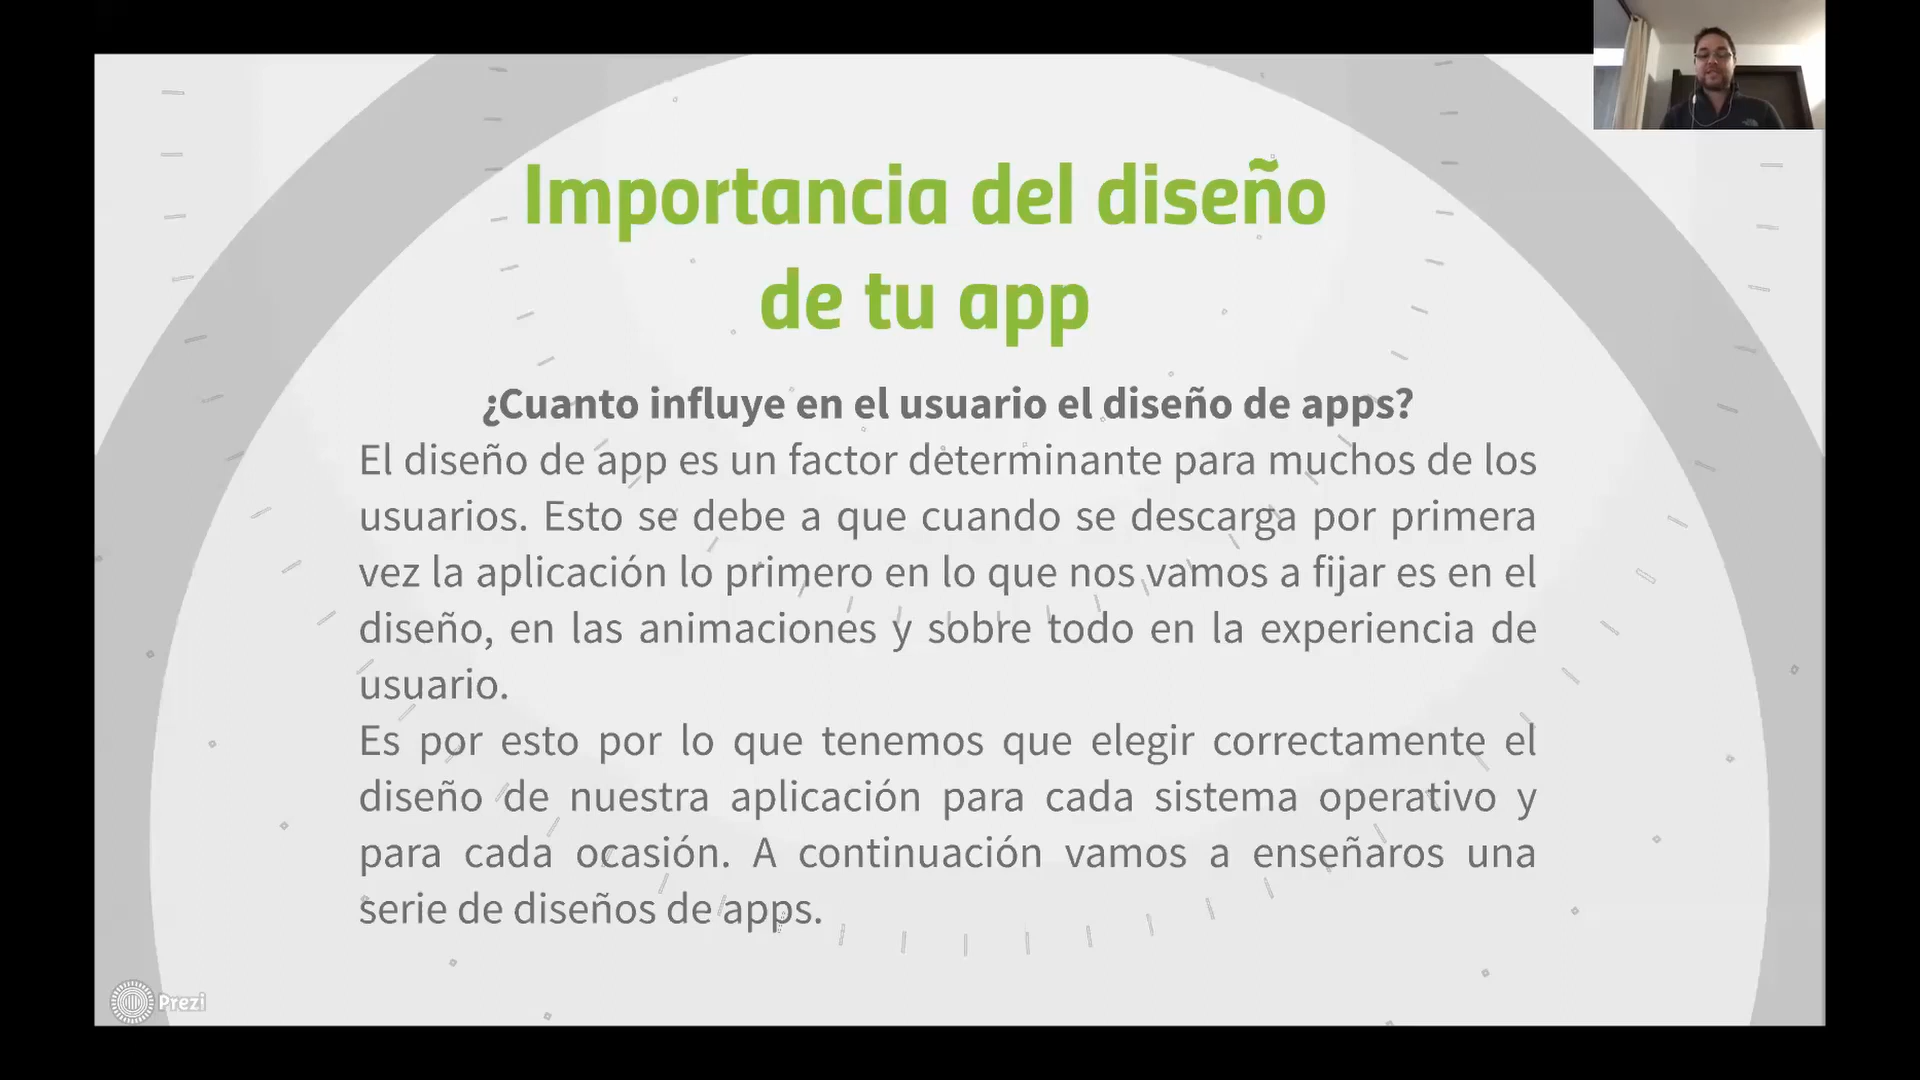 Importancia del diseño
de tu app
¿Cuanto influye en el usuario el diseño de apps?
El diseño de app es un factor determinante para muchos de los
usuarios. Esto se debe a que cuando se descarga por primera
vez la aplicación lo primero en lo que nos vamos a fijar es en el
diseño, en las animaciones y sobre todo en la experiencia de
usuario.
Es por esto por lo que tenemos que elegir correctamente el
diseño de nuestra aplicación para cada sistema operativo y
para cada ocasión. A continuación vamos a enseñaros una
serie de diseños de apps.
Prezi